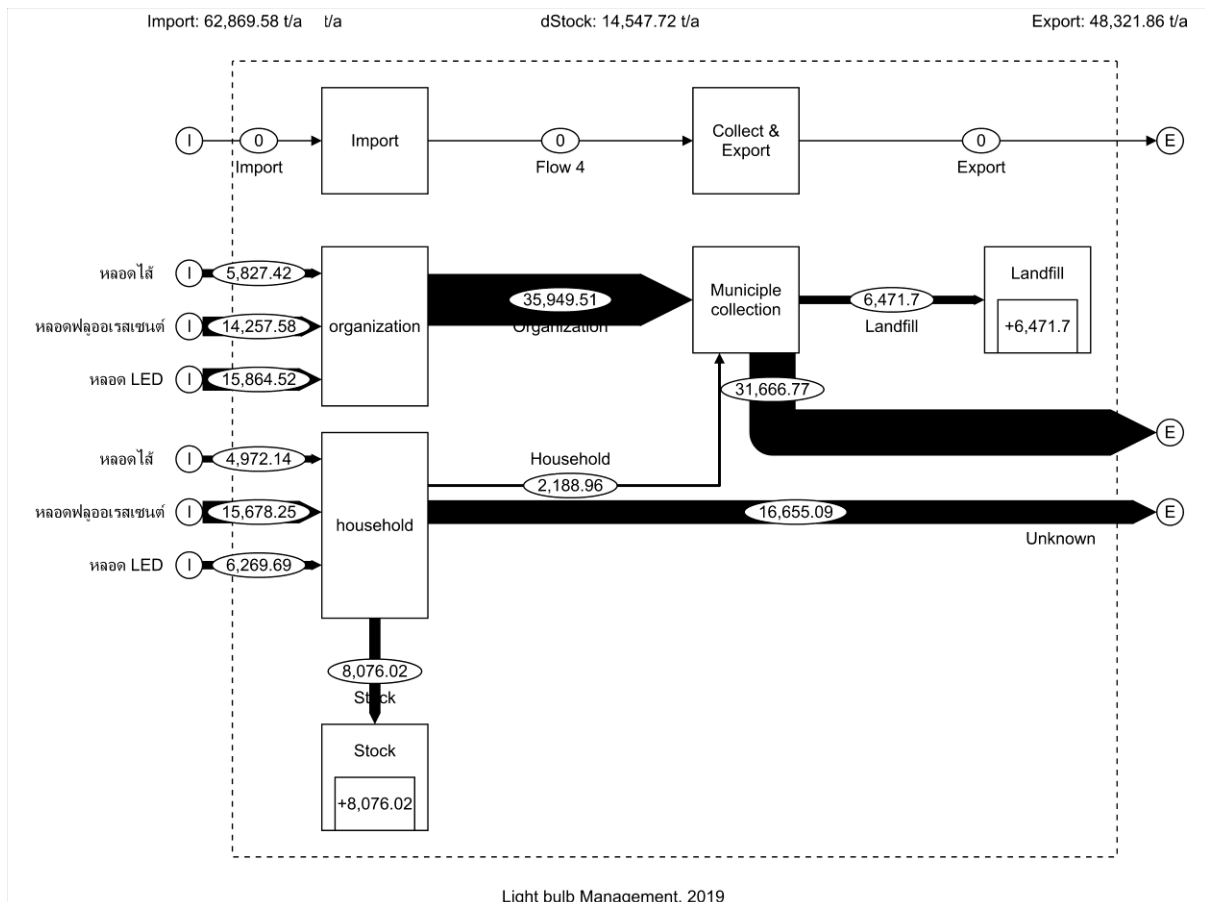 Import: 62,869.58 t/a t/a dStock: 14,547.72 t/a Export: 48,321.86 t/a
I 0 Import 0 Collect & Export 0 E
Import Flow 4 Export
หลอดไส้ I 5,827.42
หลอดฟลูออเรสเซนต์ I 14,257.58 organization 35,949.51 Organization
หลอด LED I 15,864.52
Municiple collection 6,471.7 Landfill
Landfill +6,471.7
31,666.77 E
หลอดไส้ I 4,972.14
หลอดฟลูออเรสเซนต์ I 15,678.25 household
หลอด LED I 6,269.69
Household
2,188.96
16,655.09 E
Unknown
8,076.02
Stock
Stock
+8,076.02
Light bulb Management, 2019